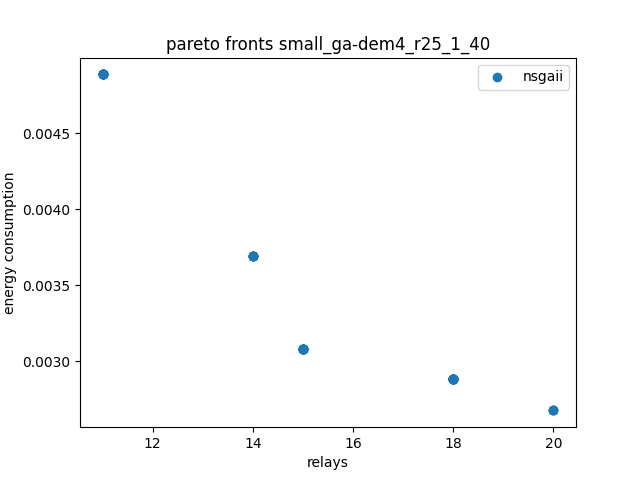 pareto fronts small_ga-dem4_r25_1_40
nsgaii
0.0045
0.0040
0.0035
0.0030
energy consumption
12 14 16 18 20
relays